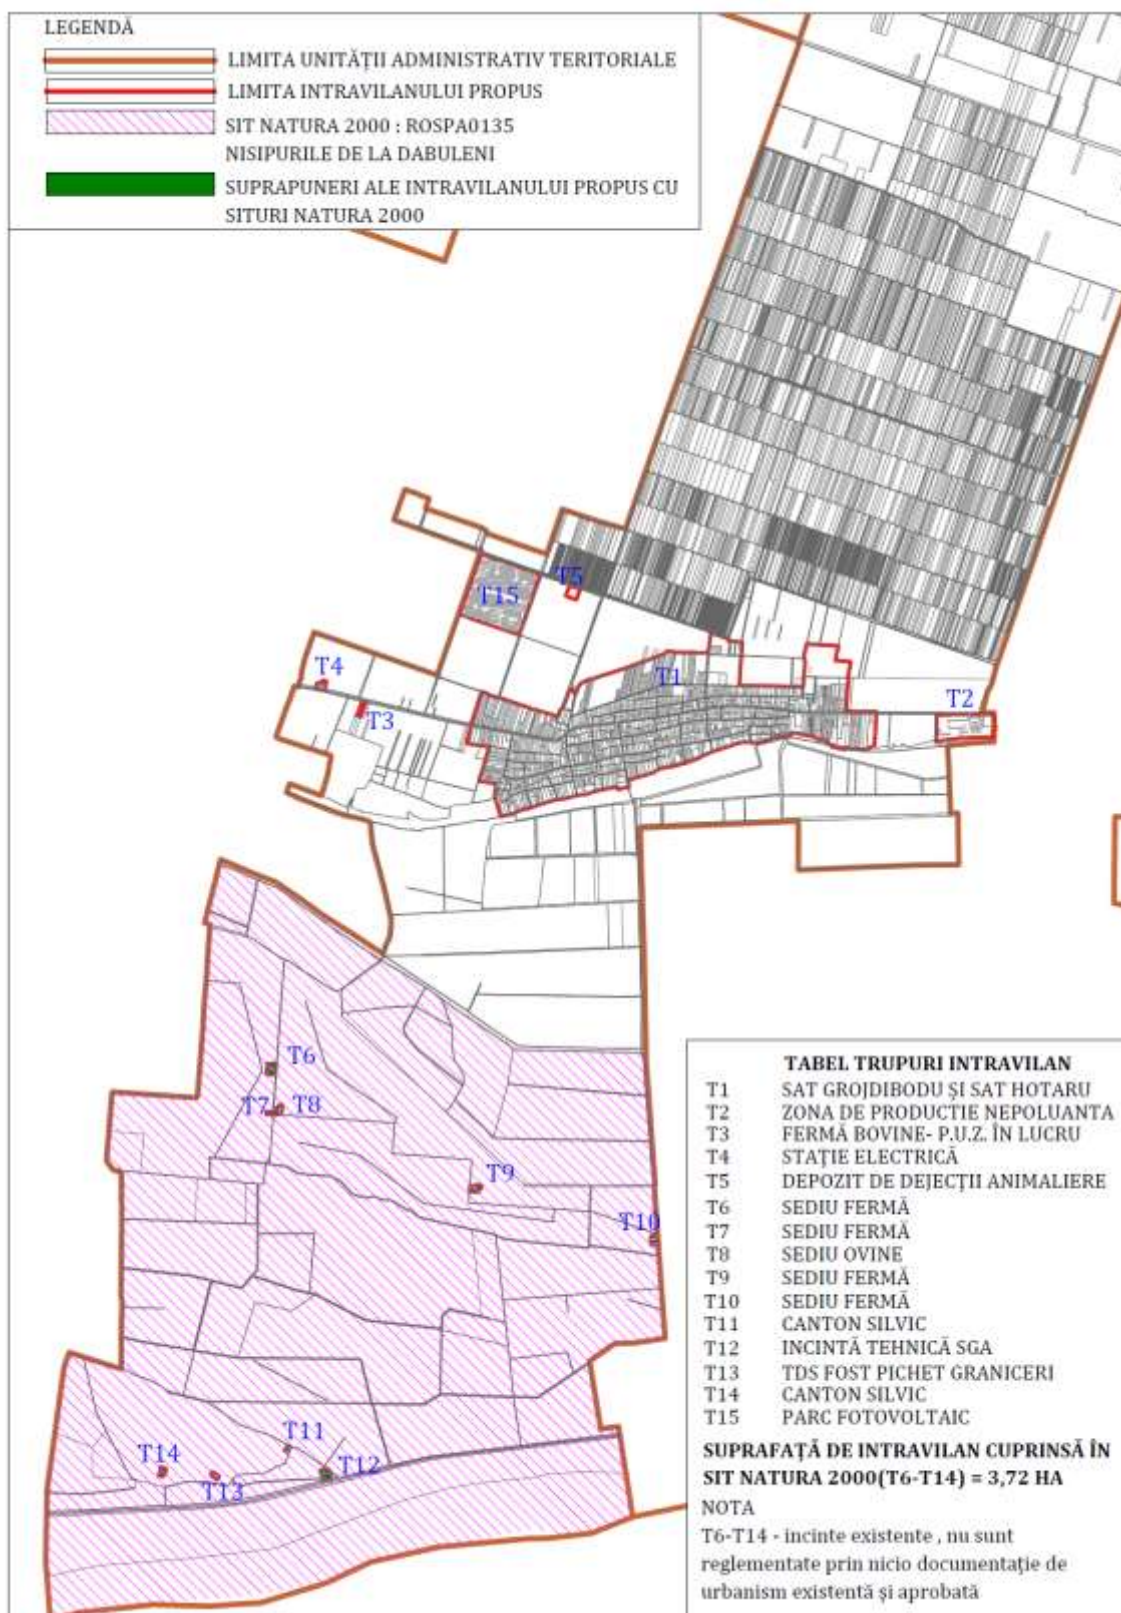 LEGENDĂ
LIMITA UNITĂȚII ADMINISTRATIV TERITORIALE
LIMITA INTRAVILANULUI PROPUS
SIT NATURA 2000 : ROSPA0135
NISIPURILE DE LA DABULENI
SUPRAPUNERI ALE INTRAVILANULUI PROPUS CU
SITURI NATURA 2000
T5
T15
T4
T1
T3
T2
T6
T7
T8
T9
T10
T11
T14
T12
T13
TABEL TRUPURI INTRAVILAN
T1 SAT GROJDIBODU ȘI SAT HOTARU
T2 ZONA DE PRODUCTIE NEPOLUANTA
T3 FERMĂ BOVINE- P.U.Z. ÎN LUCRU
T4 STAȚIE ELECTRICĂ
T5 DEPOZIT DE DEJECȚII ANIMALIERE
T6 SEDIU FERMĂ
T7 SEDIU FERMĂ
T8 SEDIU OVINE
T9 SEDIU FERMĂ
T10 SEDIU FERMĂ
T11 CANTON SILVIC
T12 INCINTĂ TEHNICĂ SGA
T13 TDS FOST PICHET GRANICERI
T14 CANTON SILVIC
T15 PARC FOTOVOLTAIC
SUPRAFAȚĂ DE INTRAVILAN CUPRINSĂ ÎN
SIT NATURA 2000(T6-T14) = 3,72 HA
NOTA
T6-T14 - incinte existente , nu sunt
reglementate prin nicio documentație de
urbanism existentă și aprobată